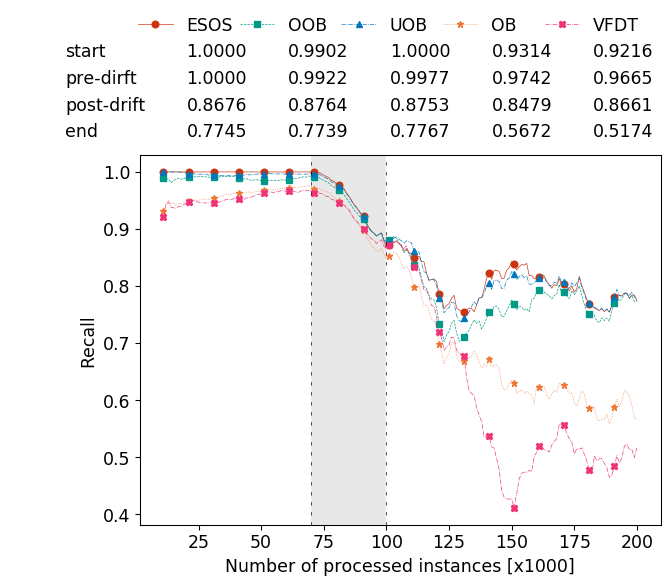 ESOS OOB UOB OB VFDT
start 1.0000 0.9902 1.0000 0.9314 0.9216
pre-dirft 1.0000 0.9922 0.9977 0.9742 0.9665
post-drift 0.8676 0.8764 0.8753 0.8479 0.8661
end 0.7745 0.7739 0.7767 0.5672 0.5174
1.0
0.9
0.8
0.7
0.6
0.5
0.4
Recall
25 50 75 100 125 150 175 200
Number of processed instances [x1000]